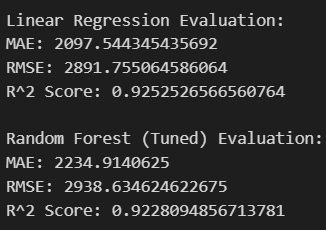 Linear Regression Evaluation:
MAE: 2097.544345435692
RMSE: 2891.755064586064
R^2 Score: 0.9252526566560764
Random Forest (Tuned) Evaluation:
MAE: 2234.9140625
RMSE: 2938.634624622675
R^2 Score: 0.9228094856713781